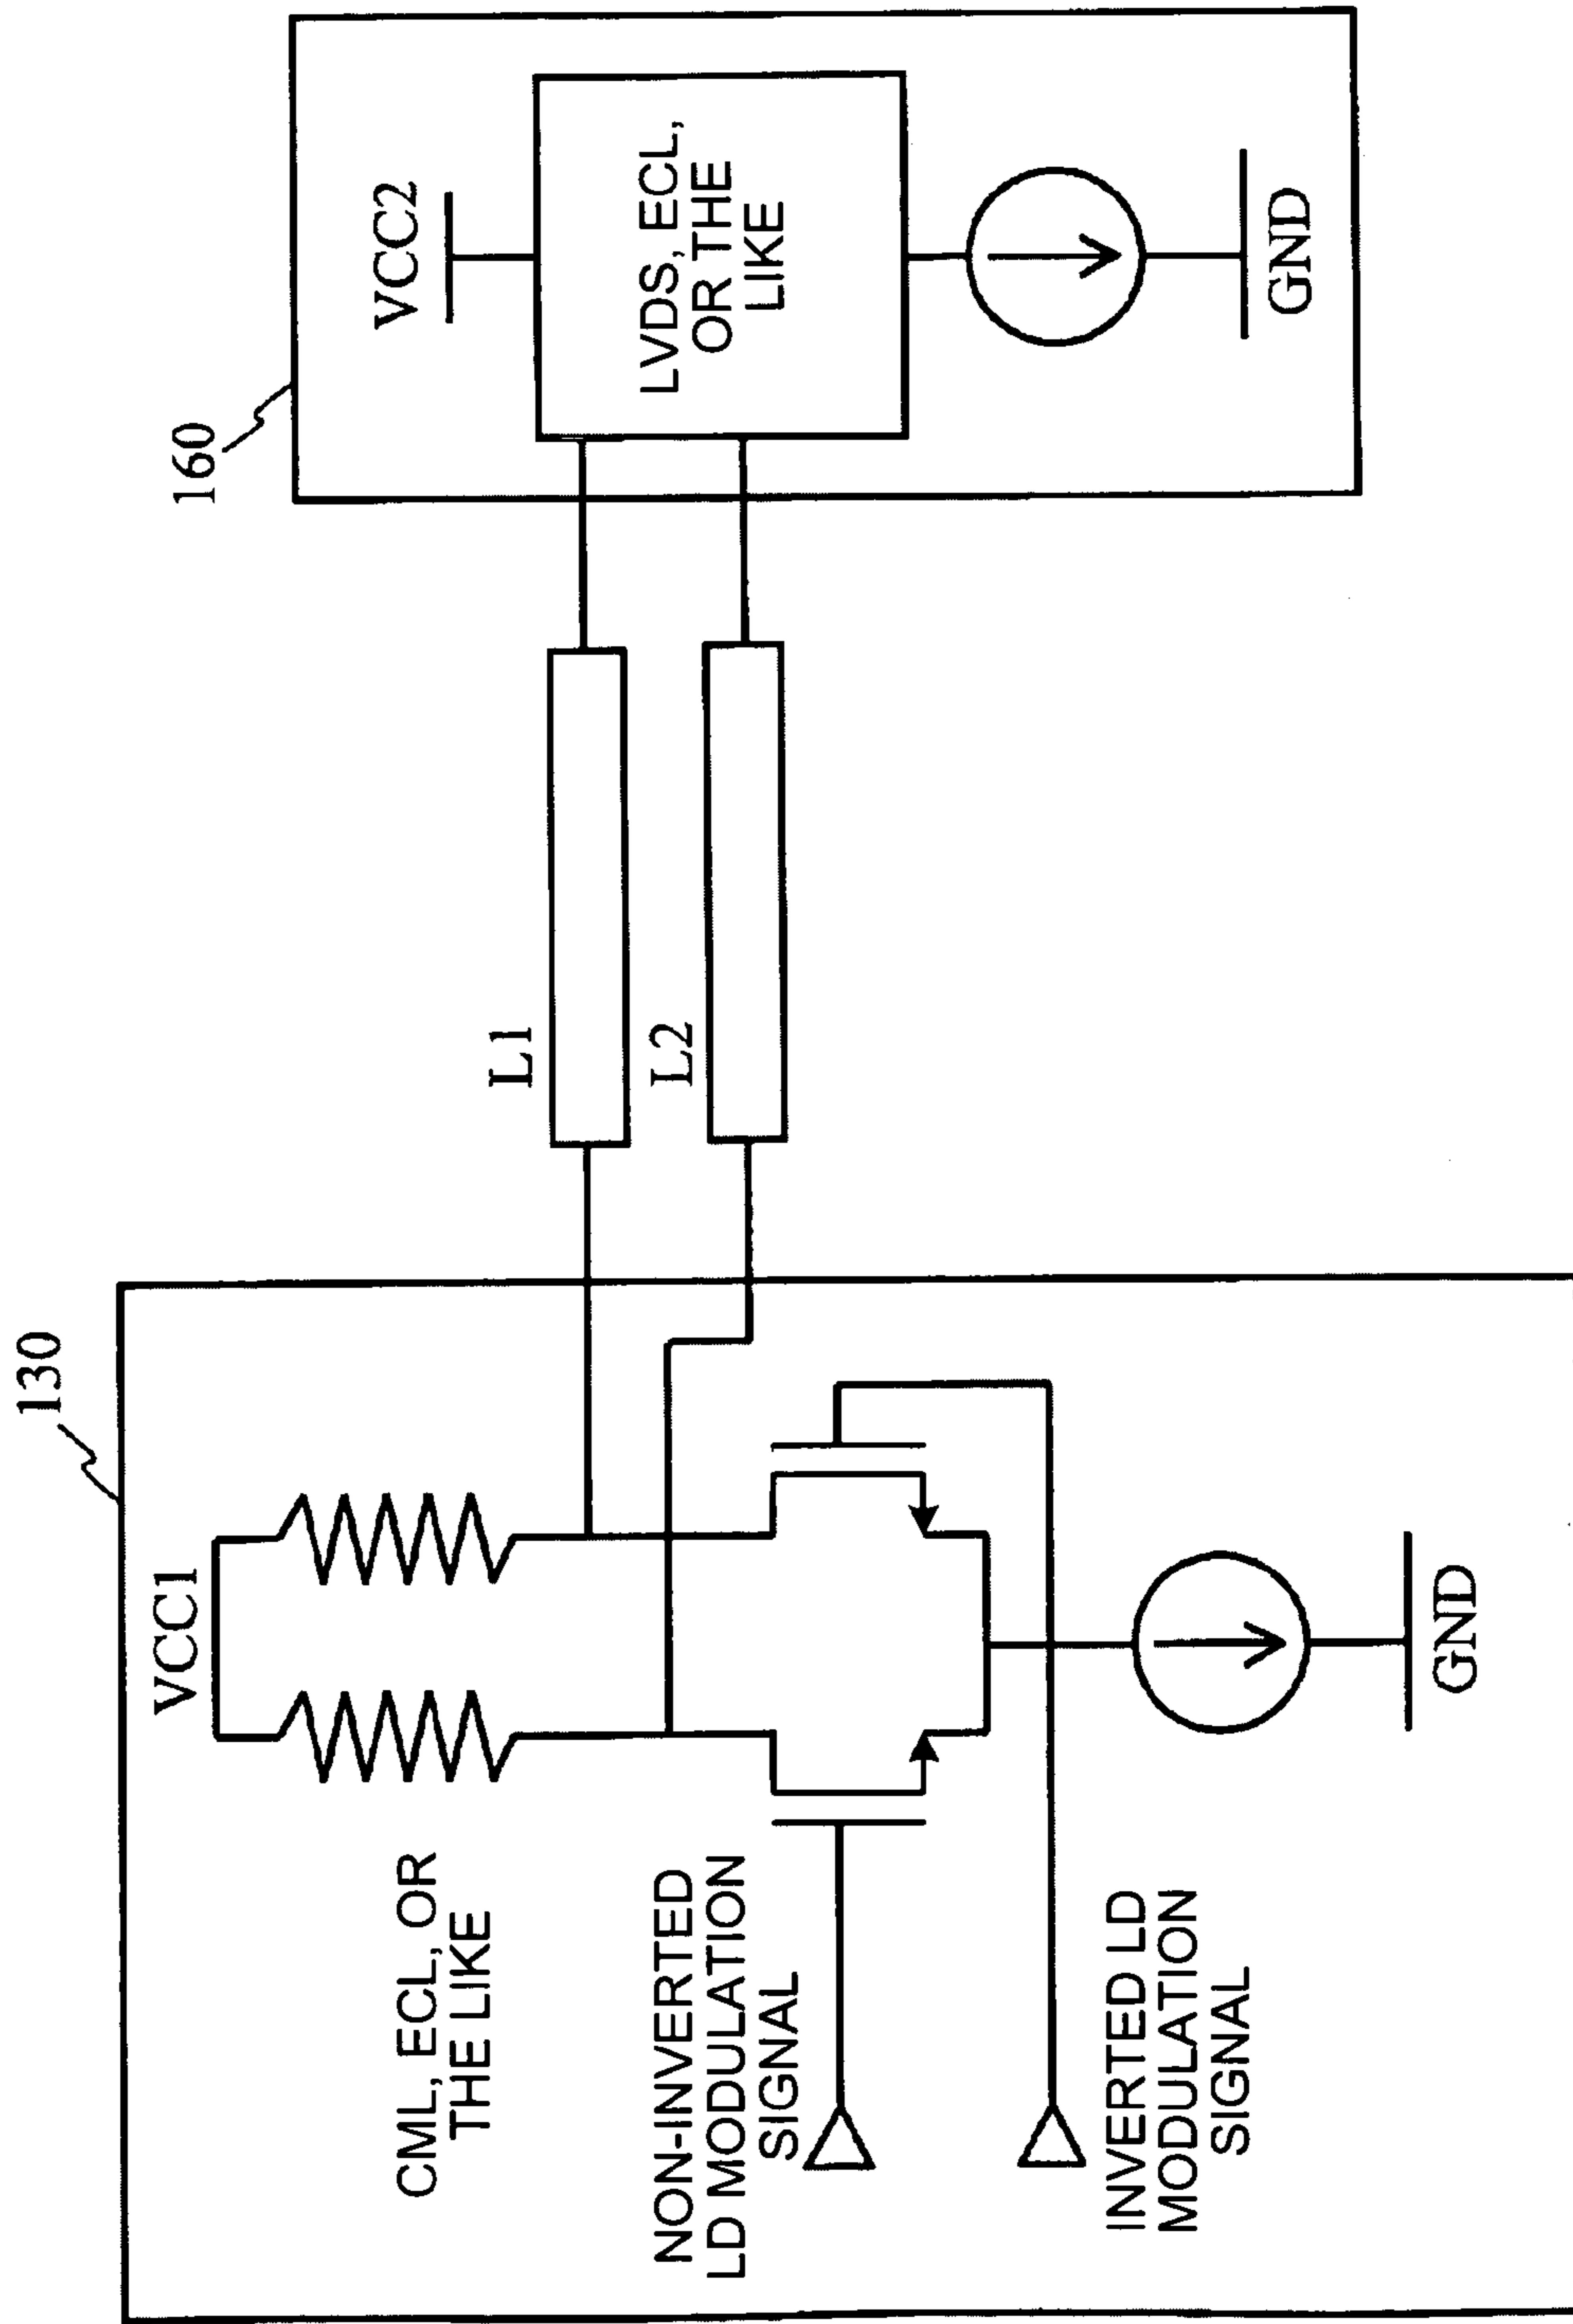 130
VCC1
CML, ECL, OR
THE LIKE
NON-INVERTED
LD MODULATION
SIGNAL
INVERTED LD
MODULATION
SIGNAL
GND
L1
L2
160
VCC2
LVDS, ECL,
OR THE
LIKE
GND